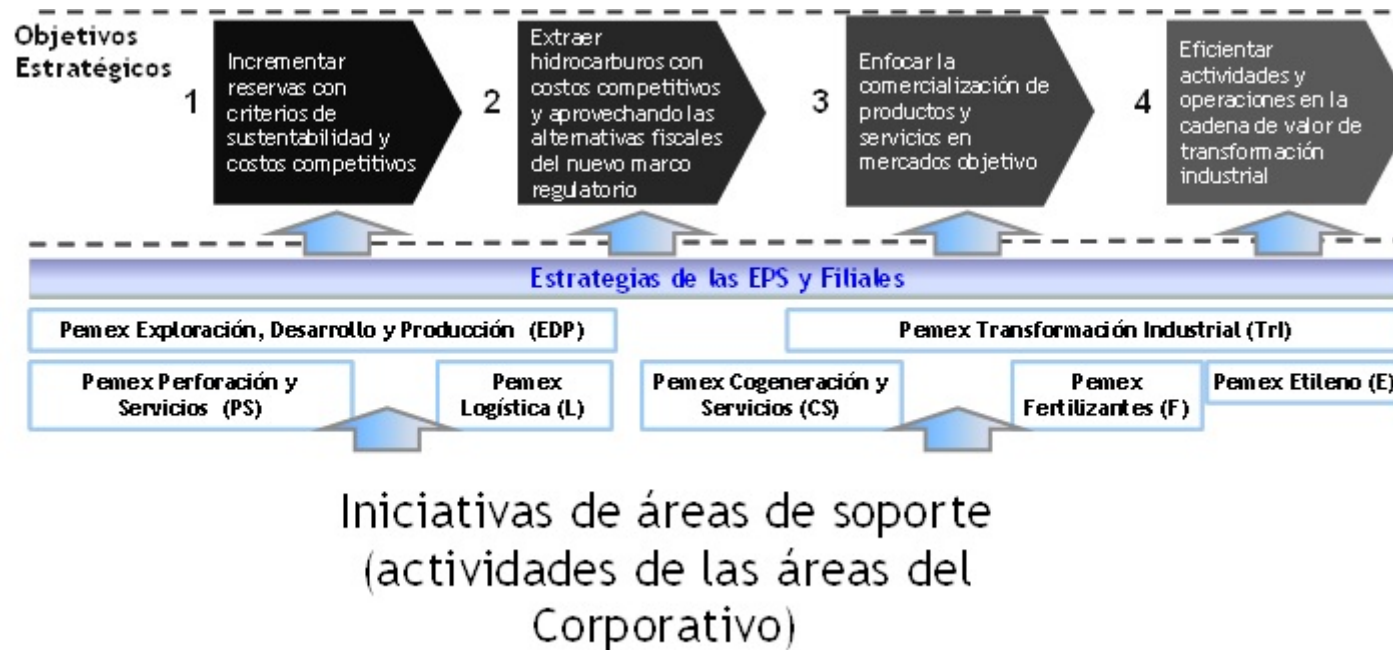 Objetivos
Estratégicos
1
Incrementar
reservas con
criterios de
sustentabilidad y
costos competitivos
2
Extraer
hidrocarburos con
costos competitivos
y aprovechando las
alternativas fiscales
del nuevo marco
regulatorio
3
Enfocar la
comercialización de
productos y
servicios en
mercados objetivo
4
Eficientar
actividades y
operaciones en la
cadena de valor de
transformación
industrial
Estrategias de las EPS y Filiales
Pemex Exploración, Desarrollo y Producción (EDP)
Pemex Transformación Industrial (TrI)
Pemex Perforación y
Servicios (PS)
Pemex
Logística (L)
Pemex Cogeneración y
Servicios (CS)
Pemex
Fertilizantes (F)
Pemex Etileno (E)
Iniciativas de áreas de soporte
(actividades de las áreas del
Corporativo)